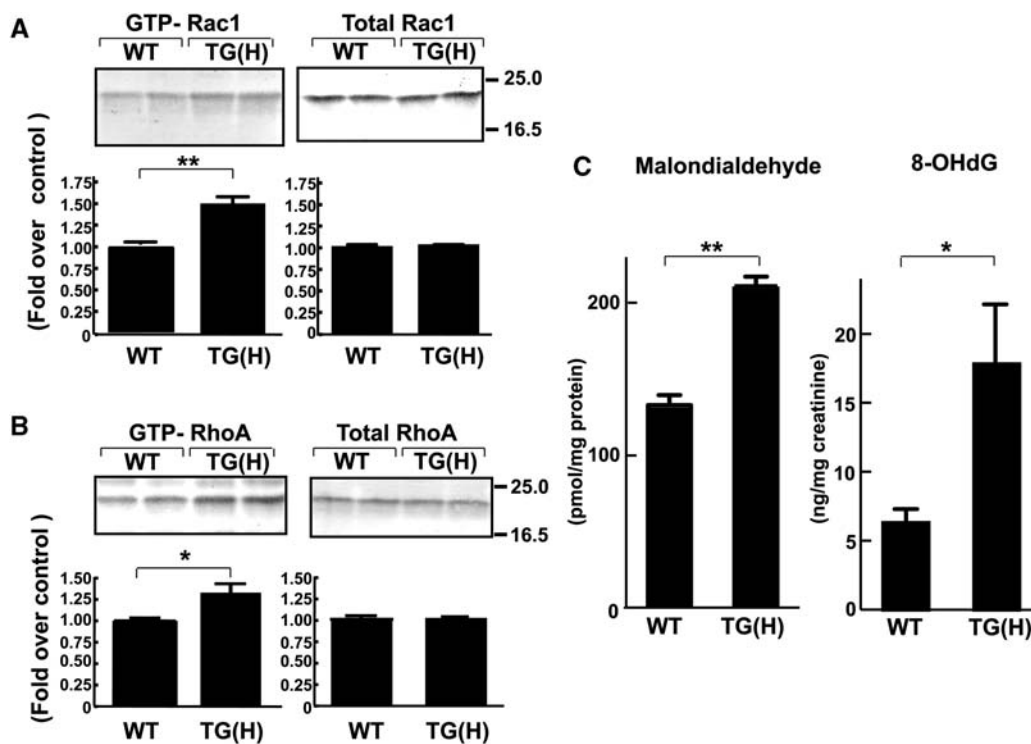 A
GTP- Rac1
Total Rac1
WT TG(H) WT TG(H)
25.0
16.5
(Fold over control )
**
1.75
1.50
1.25
1.00
0.75
0.50
0.25
0
WT TG(H)
1.75
1.50
1.25
1.00
0.75
0.50
0.25
0
WT TG(H)
B
GTP- RhoA
Total RhoA
WT TG(H) WT TG(H)
25.0
16.5
(Fold over control )
*
1.50
1.25
1.00
0.75
0.50
0.25
0
WT TG(H)
1.50
1.25
1.00
0.75
0.50
0.25
0
WT TG(H)
C
Malondialdehyde
**
(pmol/mg protein)
200
100
0
WT TG(H)
8-OHdG
*
(ng/mg creatinine)
20
15
10
5
0
WT TG(H)